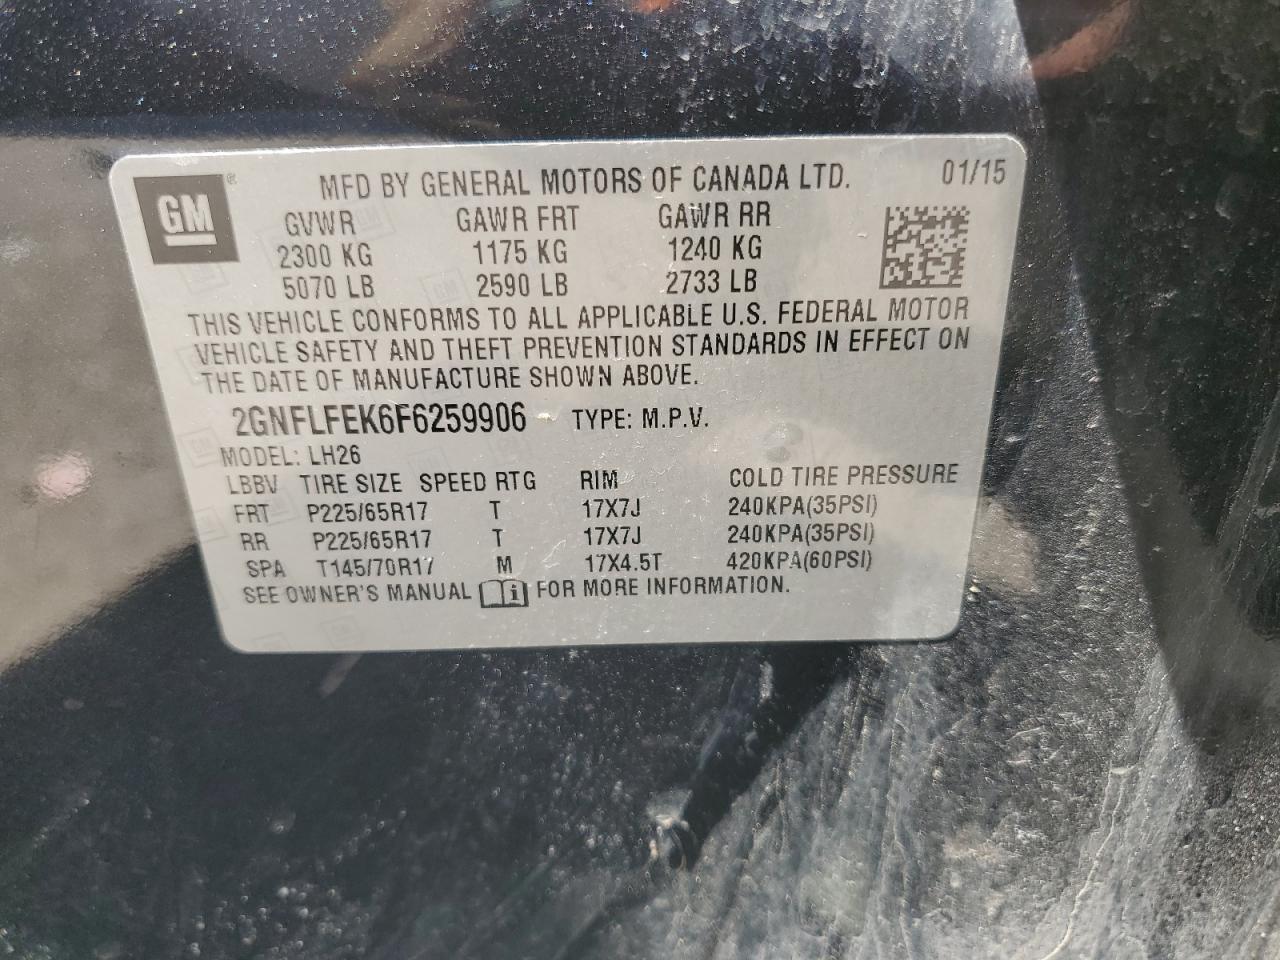 GM ® MFD BY GENERAL MOTORS OF CANADA LTD. 01/15
GVWR GAWR FRT GAWR RR
2300 KG 1175 KG 1240 KG
5070 LB 2590 LB 2733 LB
THIS VEHICLE CONFORMS TO ALL APPLICABLE U.S. FEDERAL MOTOR
VEHICLE SAFETY AND THEFT PREVENTION STANDARDS IN EFFECT ON
THE DATE OF MANUFACTURE SHOWN ABOVE.
2GNFLFEK6F6259906 TYPE: M.P.V.
MODEL: LH26
LBBV TIRE SIZE SPEED RTG RIM COLD TIRE PRESSURE
FRT P225/65R17 T 17X7J 240KPA(35PSI)
RR P225/65R17 T 17X7J 240KPA(35PSI)
SPA T145/70R17 M 17X4.5T 420KPA(60PSI)
SEE OWNER'S MANUAL i FOR MORE INFORMATION.